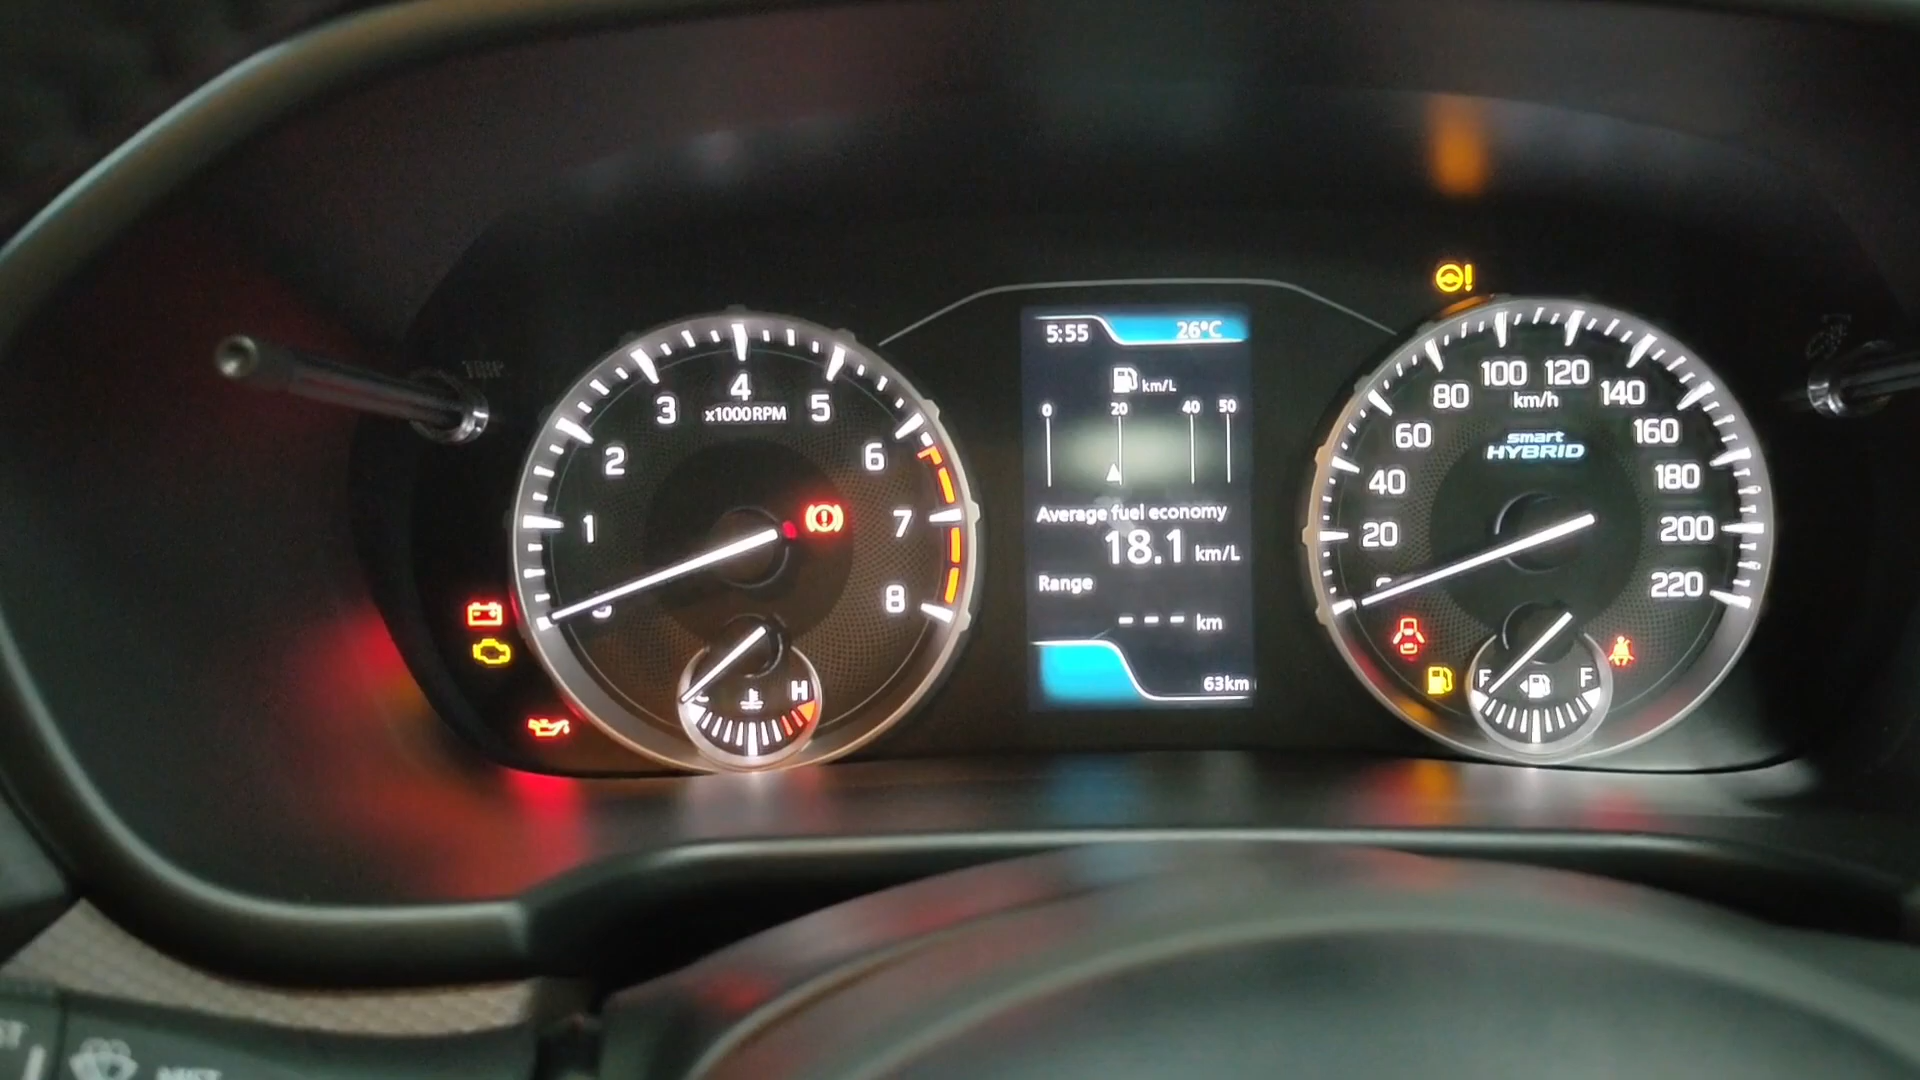 TRIP
1
2
3
4
5
6
7
8
x1000RPM
H
5:55
26°C
km/L
0 20 40 50
Average fuel economy
18.1 km/L
Range
--- km
63km
20
40
60
80
100
120
140
160
180
200
220
km/h
smart
HYBRID
F